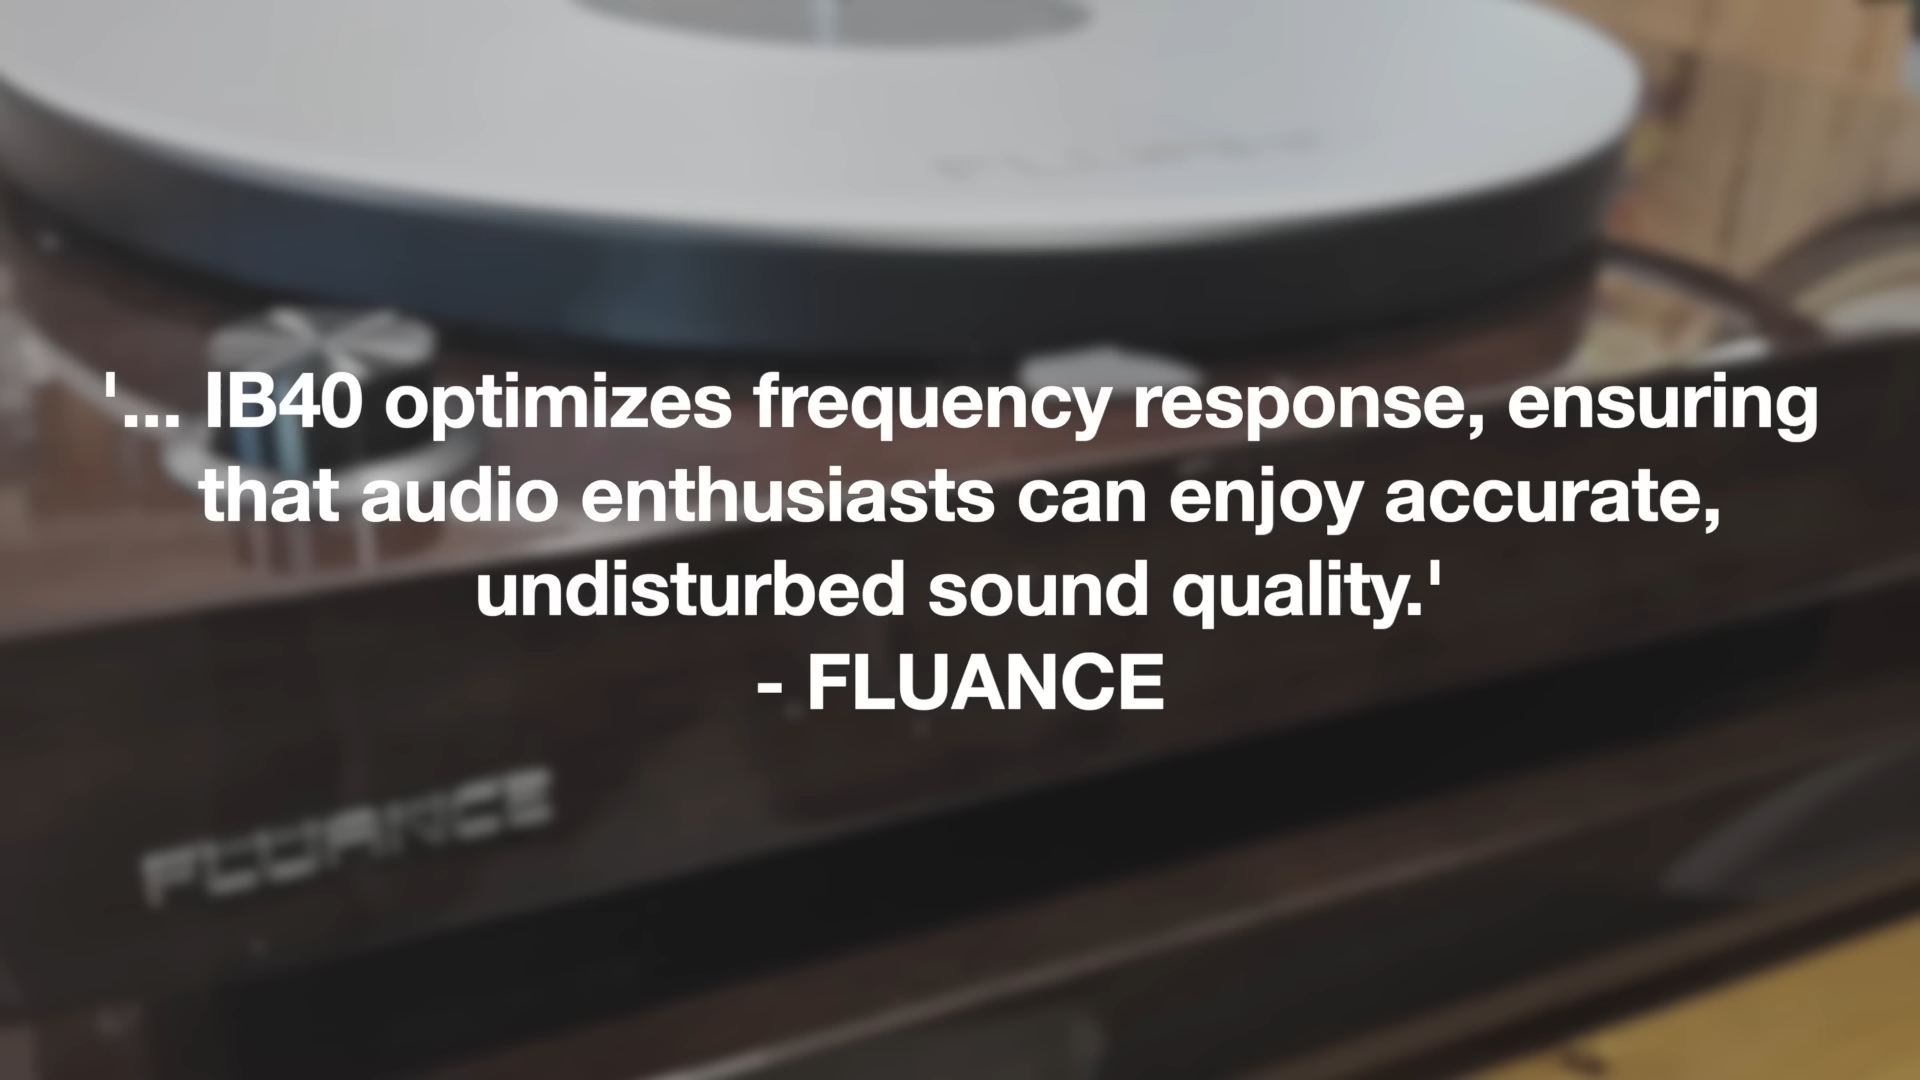 '... IB40 optimizes frequency response, ensuring
that audio enthusiasts can enjoy accurate,
undisturbed sound quality.'
- FLUANCE
FLUANCE